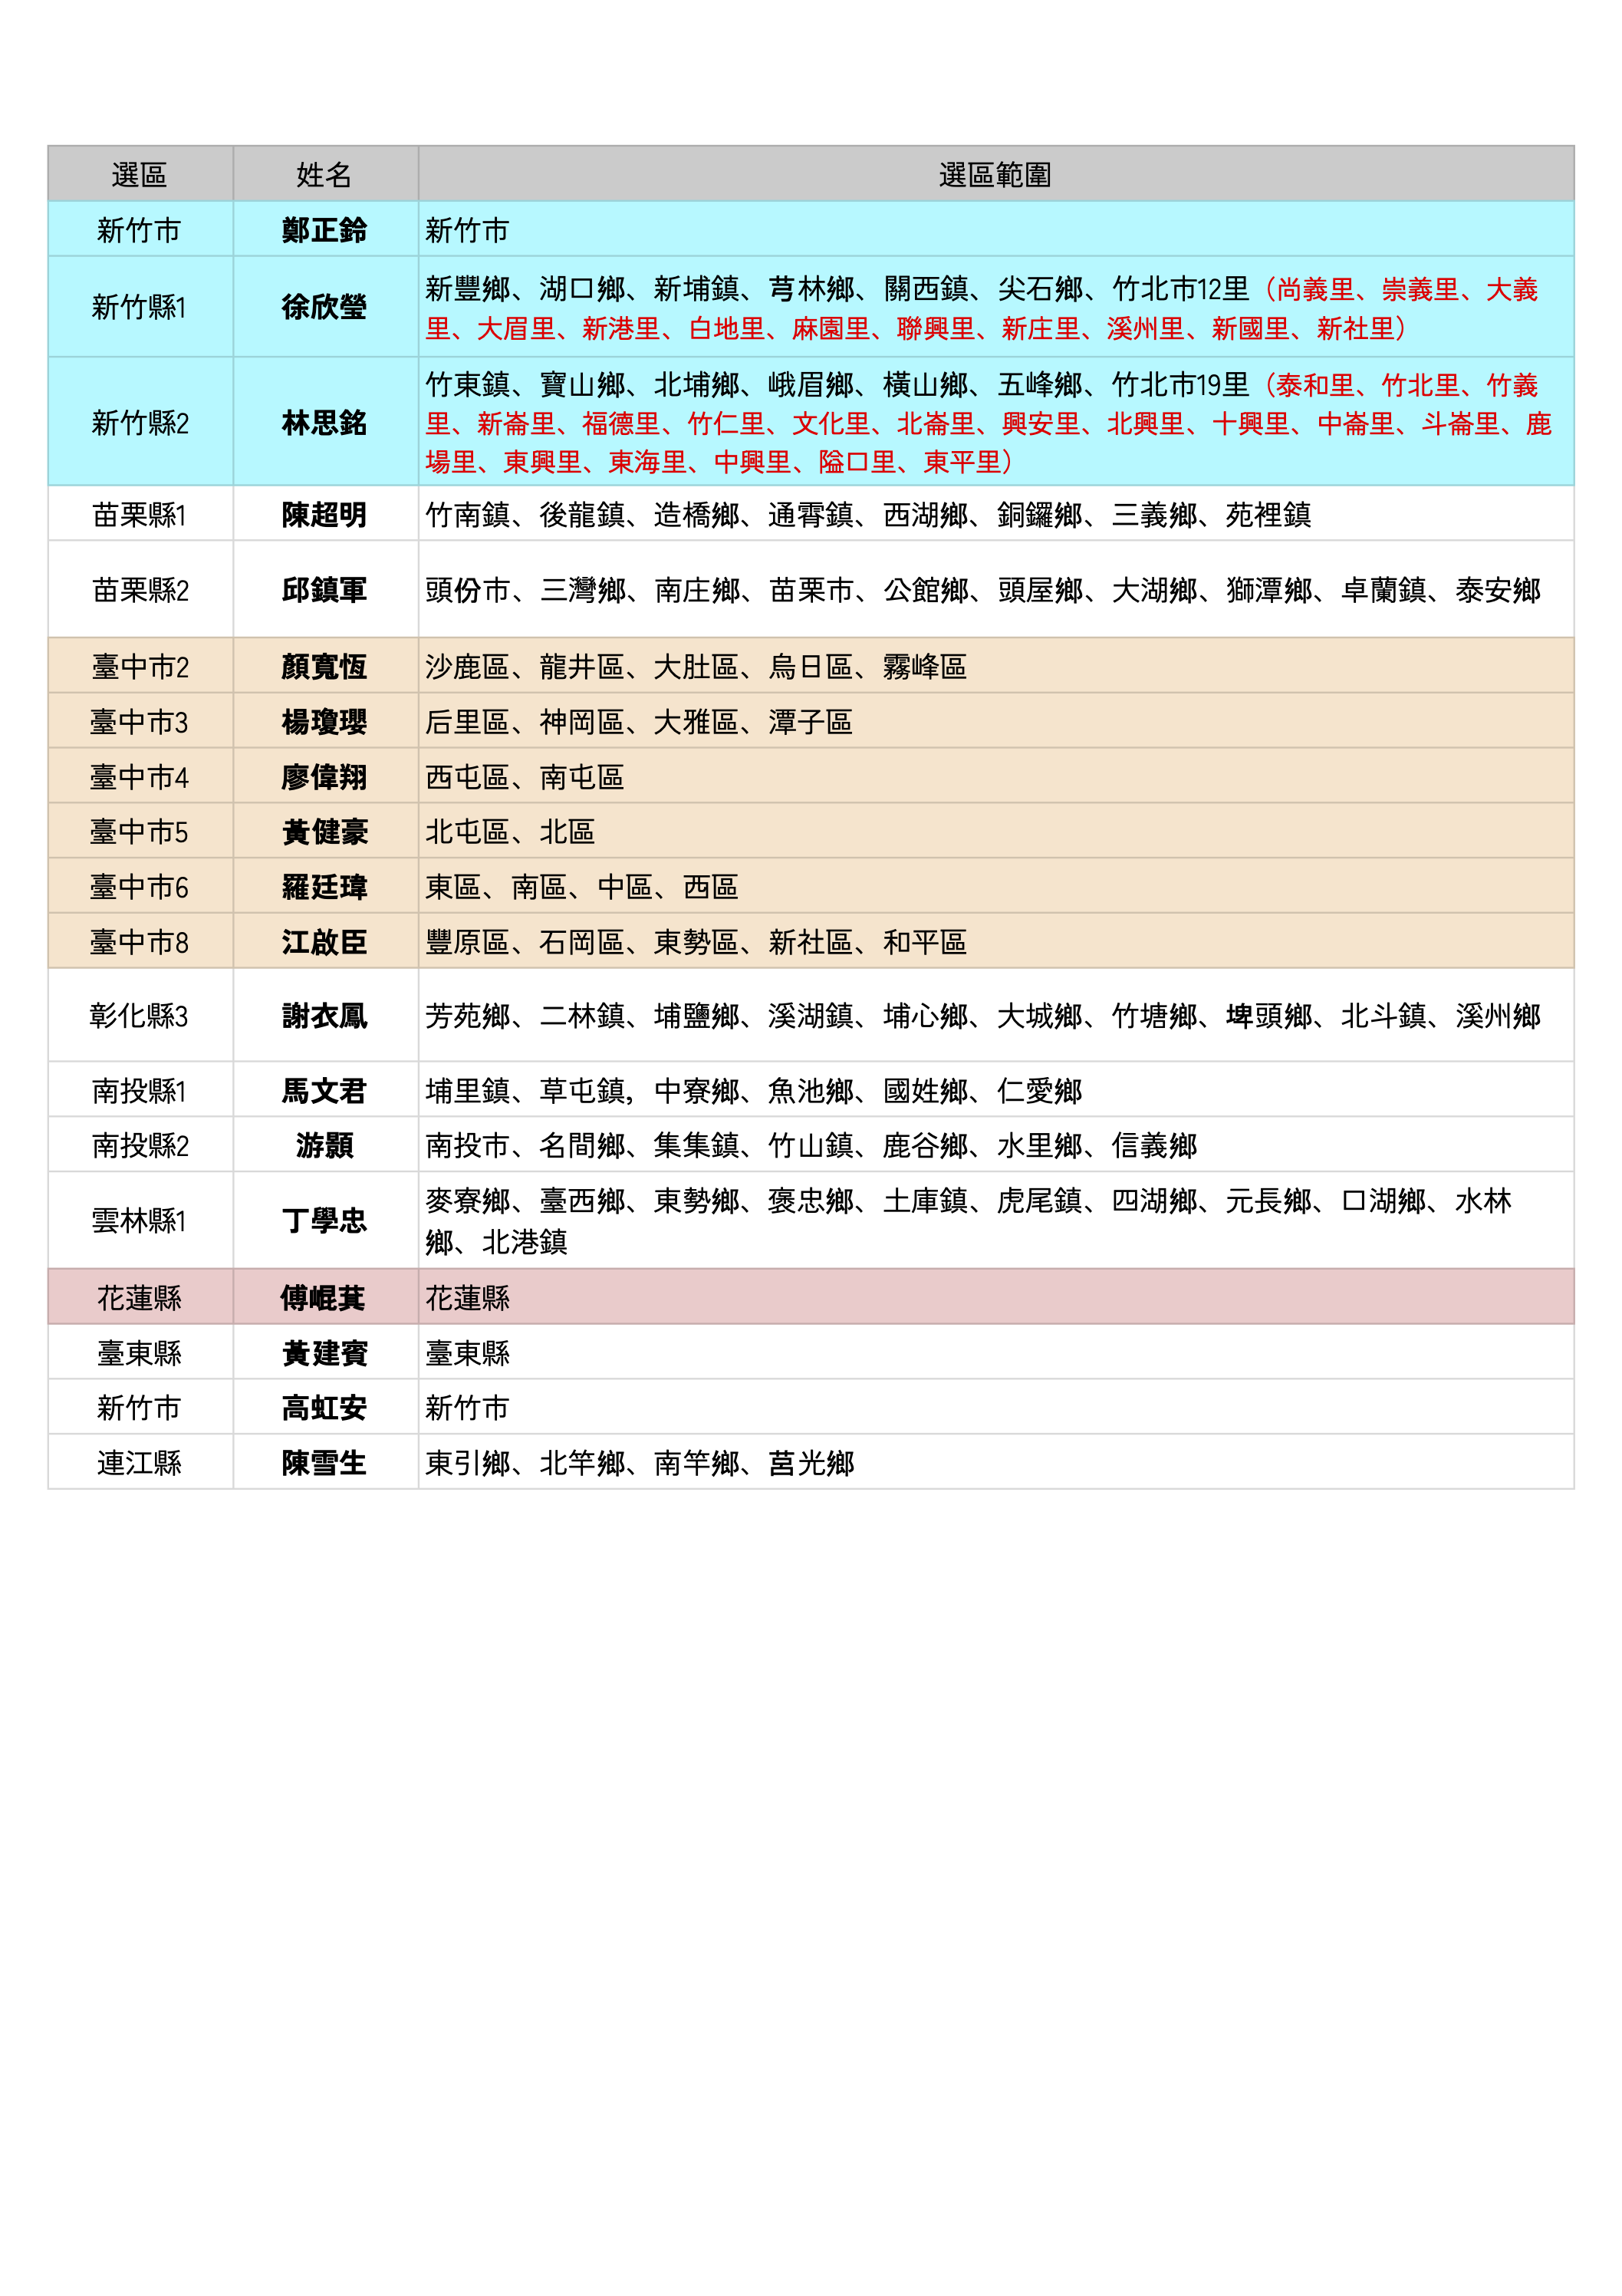 選區 姓名 選區範圍
新竹市 鄭正鈐 新竹市
新竹縣1 徐欣瑩 新豐鄉、湖口鄉、新埔鎮、芎林鄉、關西鎮、尖石鄉、竹北市12里（尚義里、崇義里、大義
里、大眉里、新港里、白地里、麻園里、聯興里、新庄里、溪州里、新國里、新社里）
新竹縣2 林思銘 竹東鎮、寶山鄉、北埔鄉、峨眉鄉、橫山鄉、五峰鄉、竹北市19里（泰和里、竹北里、竹義
里、新崙里、福德里、竹仁里、文化里、北崙里、興安里、北興里、十興里、中崙里、斗崙里、鹿
場里、東興里、東海里、中興里、隘口里、東平里）
苗栗縣1 陳超明 竹南鎮、後龍鎮、造橋鄉、通霄鎮、西湖鄉、銅鑼鄉、三義鄉、苑裡鎮
苗栗縣2 邱鎮軍 頭份市、三灣鄉、南庄鄉、苗栗市、公館鄉、頭屋鄉、大湖鄉、獅潭鄉、卓蘭鎮、泰安鄉
臺中市2 顏寬恆 沙鹿區、龍井區、大肚區、烏日區、霧峰區
臺中市3 楊瓊瓔 后里區、神岡區、大雅區、潭子區
臺中市4 廖偉翔 西屯區、南屯區
臺中市5 黃健豪 北屯區、北區
臺中市6 羅廷瑋 東區、南區、中區、西區
臺中市8 江啟臣 豐原區、石岡區、東勢區、新社區、和平區
彰化縣3 謝衣鳳 芳苑鄉、二林鎮、埔鹽鄉、溪湖鎮、埔心鄉、大城鄉、竹塘鄉、埤頭鄉、北斗鎮、溪州鄉
南投縣1 馬文君 埔里鎮、草屯鎮，中寮鄉、魚池鄉、國姓鄉、仁愛鄉
南投縣2 游顥 南投市、名間鄉、集集鎮、竹山鎮、鹿谷鄉、水里鄉、信義鄉
雲林縣1 丁學忠 麥寮鄉、臺西鄉、東勢鄉、褒忠鄉、土庫鎮、虎尾鎮、四湖鄉、元長鄉、口湖鄉、水林
鄉、北港鎮
花蓮縣 傅崐萁 花蓮縣
臺東縣 黃建賓 臺東縣
新竹市 高虹安 新竹市
連江縣 陳雪生 東引鄉、北竿鄉、南竿鄉、莒光鄉